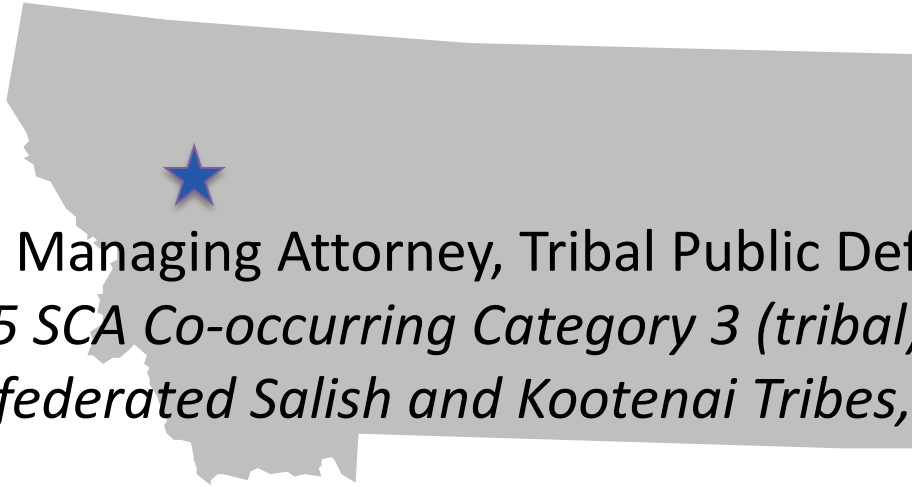 Managing Attorney, Tribal Public Def
5 SCA Co-occurring Category 3 (tribal)
federated Salish and Kootenai Tribes,